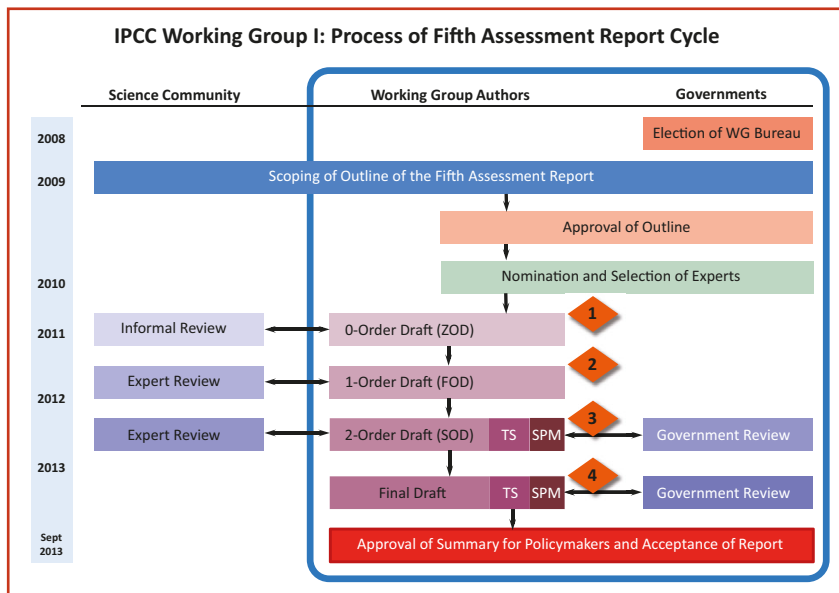 IPCC Working Group I: Process of Fifth Assessment Report Cycle
Science Community
Working Group Authors
Governments
2008
Election of WG Bureau
2009
Scoping of Outline of the Fifth Assessment Report
Approval of Outline
2010
Nomination and Selection of Experts
2011
Informal Review
0-Order Draft (ZOD)
1
2012
Expert Review
1-Order Draft (FOD)
2
Expert Review
2-Order Draft (SOD)
TS
SPM
3
Government Review
2013
Final Draft
TS
SPM
4
Government Review
Sept
2013
Approval of Summary for Policymakers and Acceptance of Report